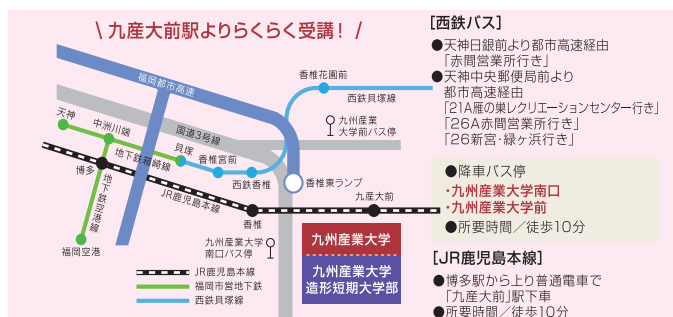 九産大前駅よりらくらく受講！
香椎花園前
福岡都市高速
西鉄貝塚線
天神
中洲川端
国道3号線
九州産業
大学前バス停
貝塚
地下鉄箱崎線
香椎宮前
西鉄香椎
香椎東ランプ
博多
地下鉄空港線
JR鹿児島本線
九産大前
香椎
福岡空港
九州産業大学
南口バス停
九州産業大学
九州産業大学
造形短期大学部
JR鹿児島本線
福岡市営地下鉄
西鉄貝塚線
[西鉄バス]
●天神日銀前より都市高速経由
「赤間営業所行き」
●天神中央郵便局前より
都市高速経由
「21A雁の巣レクリエーションセンター行き」
「26A赤間営業所行き」
「26新宮･緑ヶ浜行き」
●降車バス停
･九州産業大学南口
･九州産業大学前
●所要時間／徒歩10分
[JR鹿児島本線]
●博多駅から上り普通電車で
「九産大前」駅下車
●所要時間／徒歩10分